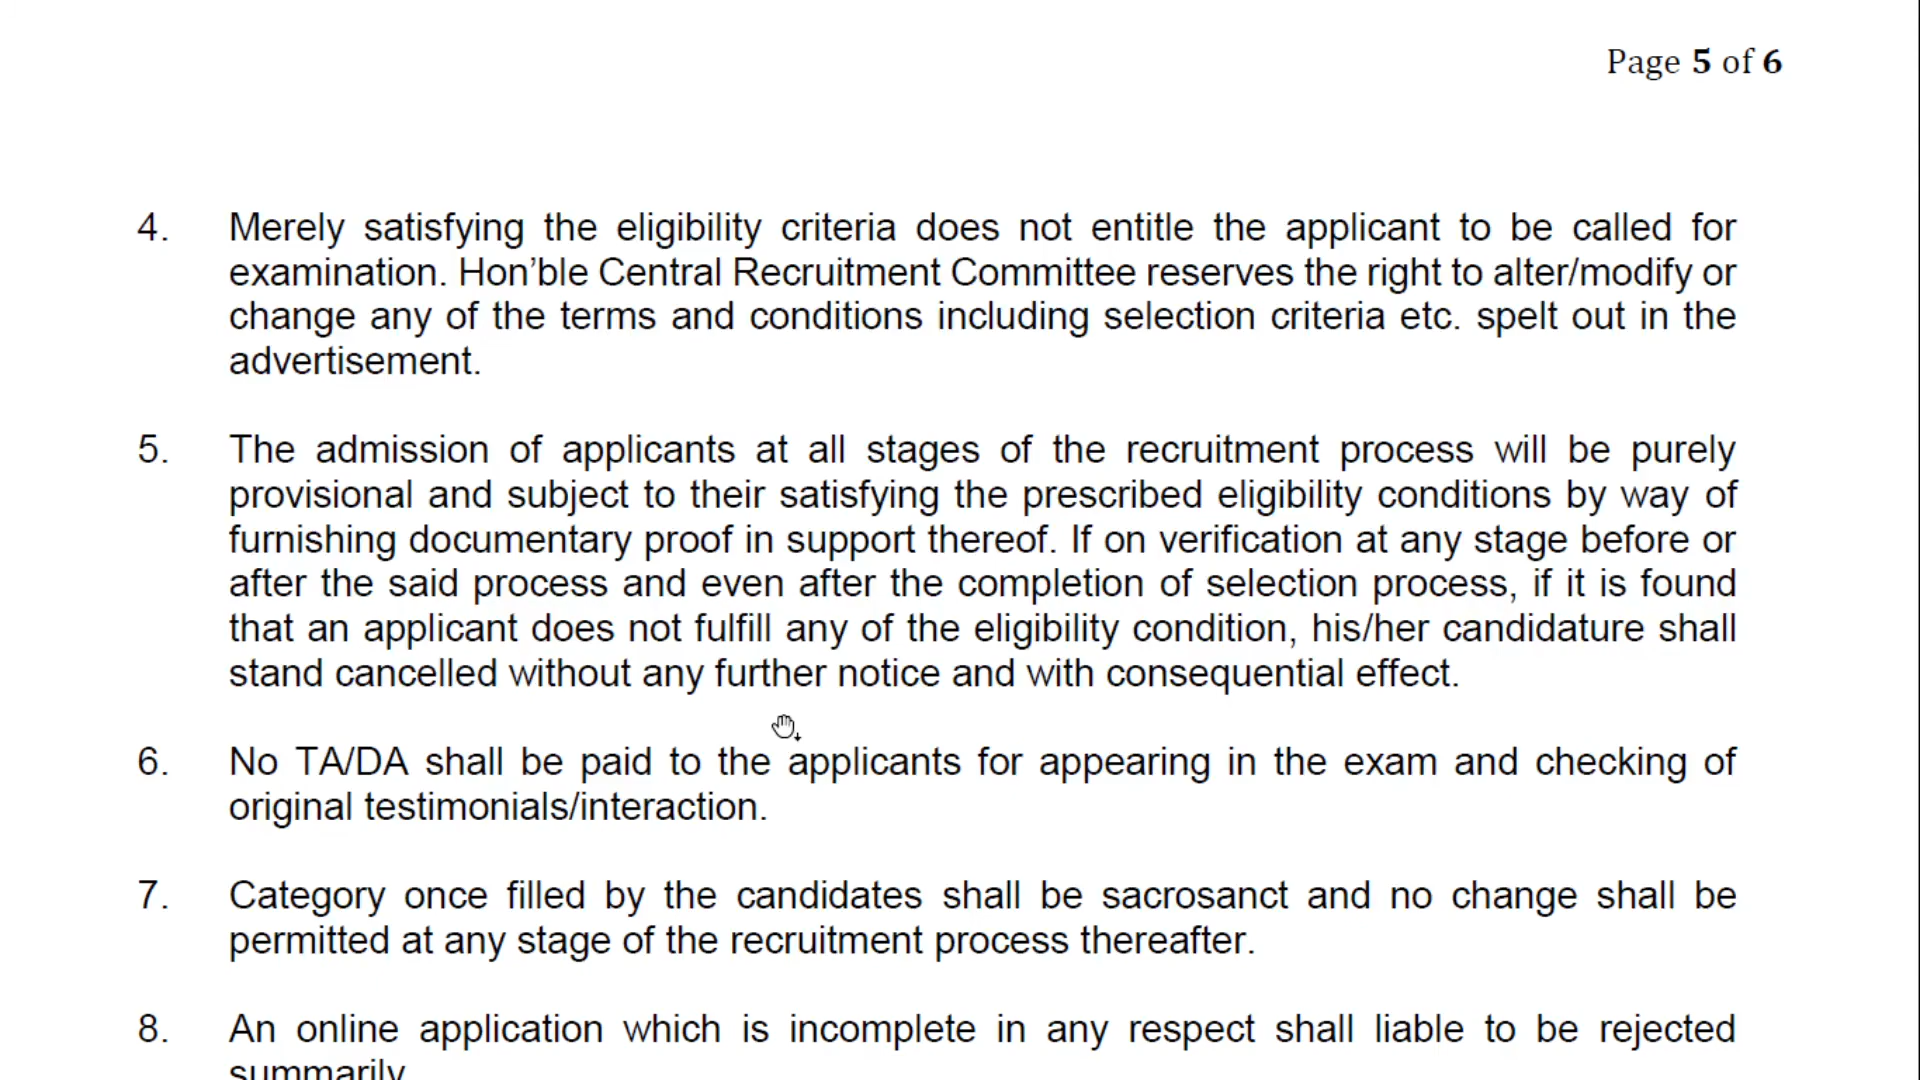 Page 5 of 6
4. Merely satisfying the eligibility criteria does not entitle the applicant to be called for
examination. Hon’ble Central Recruitment Committee reserves the right to alter/modify or
change any of the terms and conditions including selection criteria etc. spelt out in the
advertisement.
5. The admission of applicants at all stages of the recruitment process will be purely
provisional and subject to their satisfying the prescribed eligibility conditions by way of
furnishing documentary proof in support thereof. If on verification at any stage before or
after the said process and even after the completion of selection process, if it is found
that an applicant does not fulfill any of the eligibility condition, his/her candidature shall
stand cancelled without any further notice and with consequential effect.
6. No TA/DA shall be paid to the applicants for appearing in the exam and checking of
original testimonials/interaction.
7. Category once filled by the candidates shall be sacrosanct and no change shall be
permitted at any stage of the recruitment process thereafter.
8. An online application which is incomplete in any respect shall liable to be rejected
summarily.